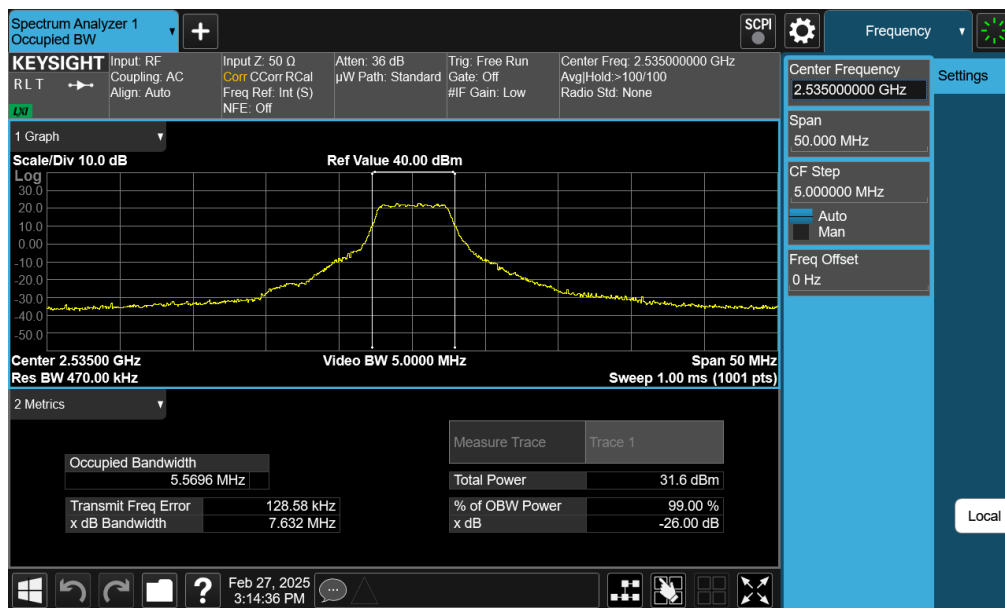 Spectrum Analyzer 1
Occupied BW
+
SCPI
Frequency
KEYSIGHT
R L T
LXI
Input: RF
Coupling: AC
Align: Auto
Input Z: 50 Ω
Corr CCorr RCal
Freq Ref: Int (S)
NFE: Off
Atten: 36 dB
µW Path: Standard
Trig: Free Run
Gate: Off
#IF Gain: Low
Center Freq: 2.535000000 GHz
Avg|Hold:>100/100
Radio Std: None
Center Frequency
2.535000000 GHz
Settings
Span
50.000 MHz
CF Step
5.000000 MHz
Auto
Man
Freq Offset
0 Hz
1 Graph
Scale/Div 10.0 dB
Ref Value 40.00 dBm
Log
30.0
20.0
10.0
0.00
-10.0
-20.0
-30.0
-40.0
-50.0
Center 2.53500 GHz
Video BW 5.0000 MHz
Span 50 MHz
Res BW 470.00 kHz
Sweep 1.00 ms (1001 pts)
2 Metrics
Measure Trace
Trace 1
Occupied Bandwidth
5.5696 MHz
Total Power
31.6 dBm
Transmit Freq Error
128.58 kHz
% of OBW Power
99.00 %
x dB Bandwidth
7.632 MHz
x dB
-26.00 dB
Local
?
Feb 27, 2025
3:14:36 PM